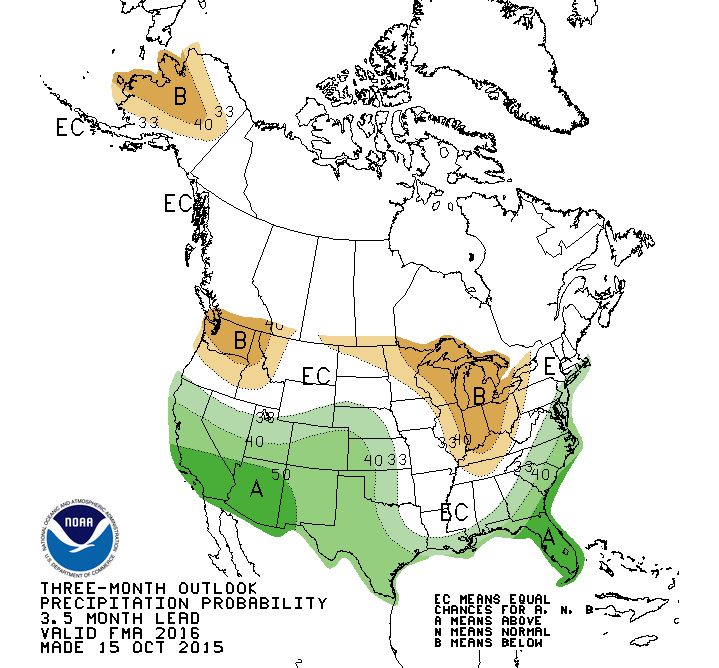 B
33
40
33
EC
EC
40
B
EC
EC
B
33
40
33
40
40
33
50
33
40
A
EC
A
NOAA
NATIONAL OCEANIC AND ATMOSPHERIC ADMINISTRATION
U.S. DEPARTMENT OF COMMERCE
THREE-MONTH OUTLOOK
PRECIPITATION PROBABILITY
3.5 MONTH LEAD
VALID FMA 2016
MADE 15 OCT 2015
EC MEANS EQUAL
CHANCES FOR A, N, B
A MEANS ABOVE
N MEANS NORMAL
B MEANS BELOW